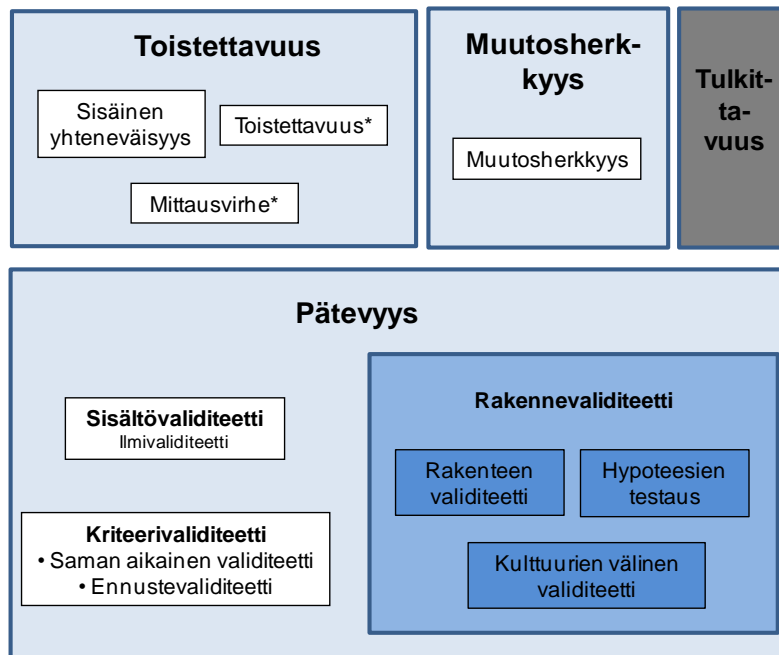 Toistettavuus
Sisäinen
yhteneväisyys
Toistettavuus*
Mittausvirhe*
Muutosherk-
kyys
Muutosherkkyys
Tulkit-
ta-
vuus
Pätevyys
Sisältövaliditeetti
Ilmivaliditeetti
Kriteerivaliditeetti
• Saman aikainen validiteetti
• Ennustevaliditeetti
Rakennevaliditeetti
Rakenteen
validiteetti
Hypoteesien
testaus
Kulttuurien välinen
validiteetti